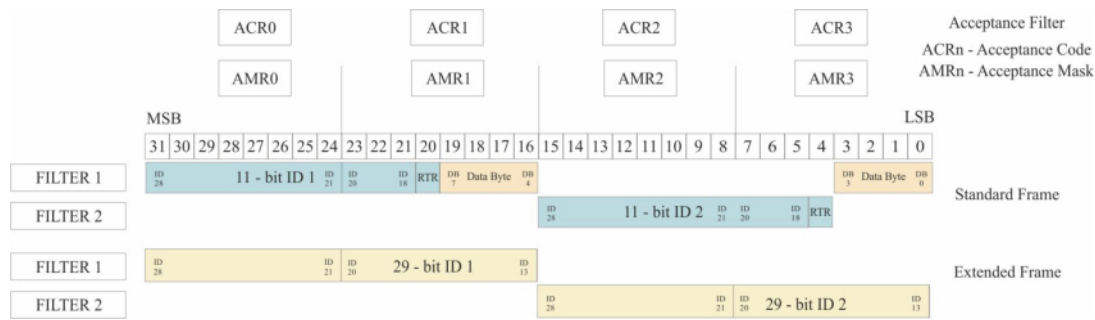 ACR0 ACR1 ACR2 ACR3 Acceptance Filter
ACRn - Acceptance Code
AMR0 AMR1 AMR2 AMR3 AMRn - Acceptance Mask
MSB LSB
31 30 29 28 27 26 25 24 23 22 21 20 19 18 17 16 15 14 13 12 11 10 9 8 7 6 5 4 3 2 1 0
FILTER 1 ID 28 11 - bit ID 1 ID 21 ID 20 ID 18 RTR DB 7 Data Byte DB 4 DB 3 Data Byte DB 0
Standard Frame
FILTER 2 ID 28 11 - bit ID 2 ID 21 ID 20 ID 18 RTR
FILTER 1 ID 28 ID 21 ID 20 29 - bit ID 1 ID 13
Extended Frame
FILTER 2 ID 28 ID 21 ID 20 29 - bit ID 2 ID 13